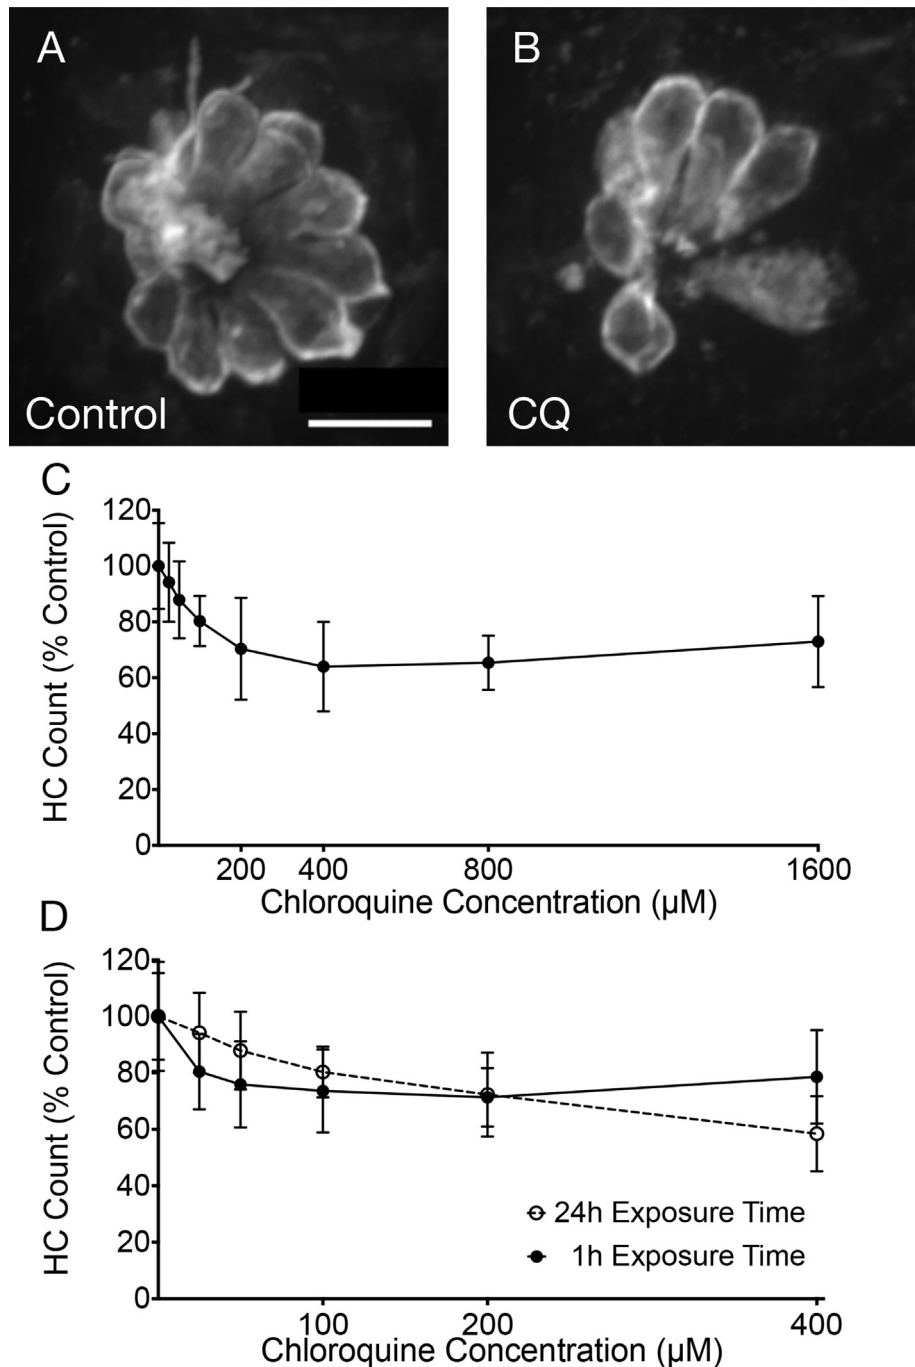 A
B
Control
CQ
C
HC Count (% Control)
120
100
80
60
40
20
0
200 400 800 1600
Chloroquine Concentration (µM)
D
HC Count (% Control)
120
100
80
60
40
20
0
24h Exposure Time
1h Exposure Time
100 200 400
Chloroquine Concentration (µM)